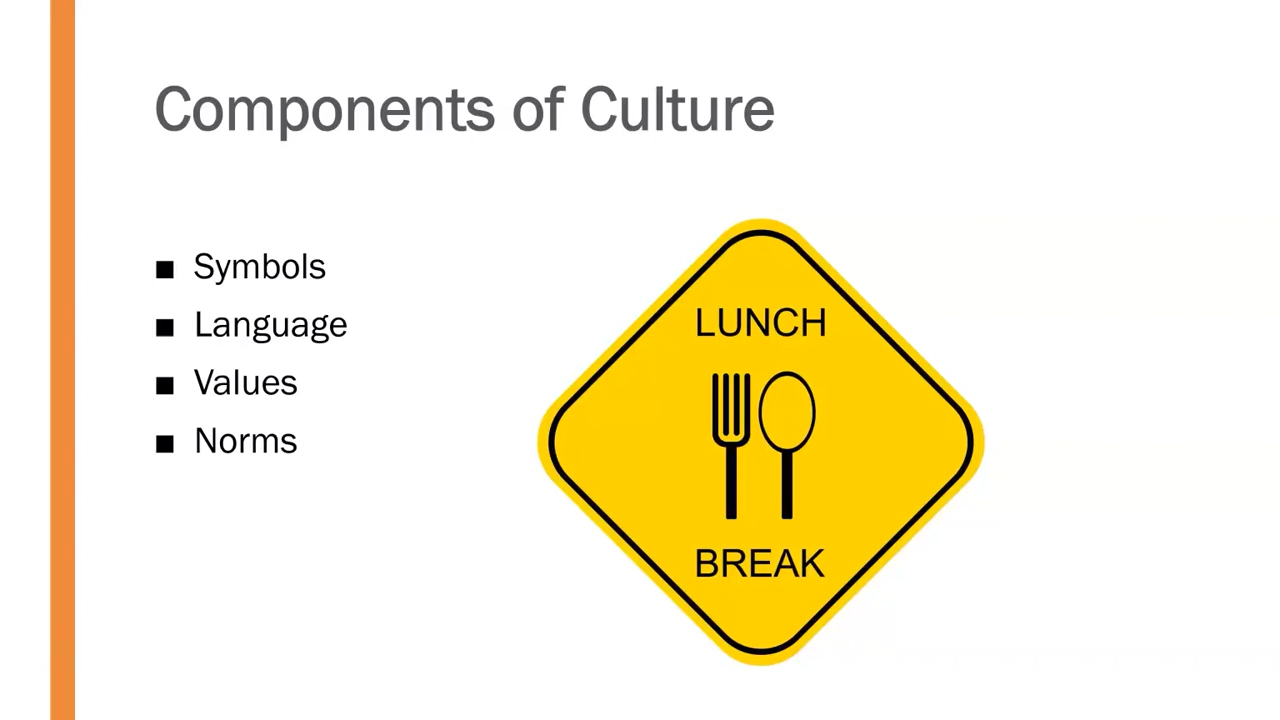 Components of Culture
■ Symbols
■ Language
■ Values
■ Norms
LUNCH
BREAK